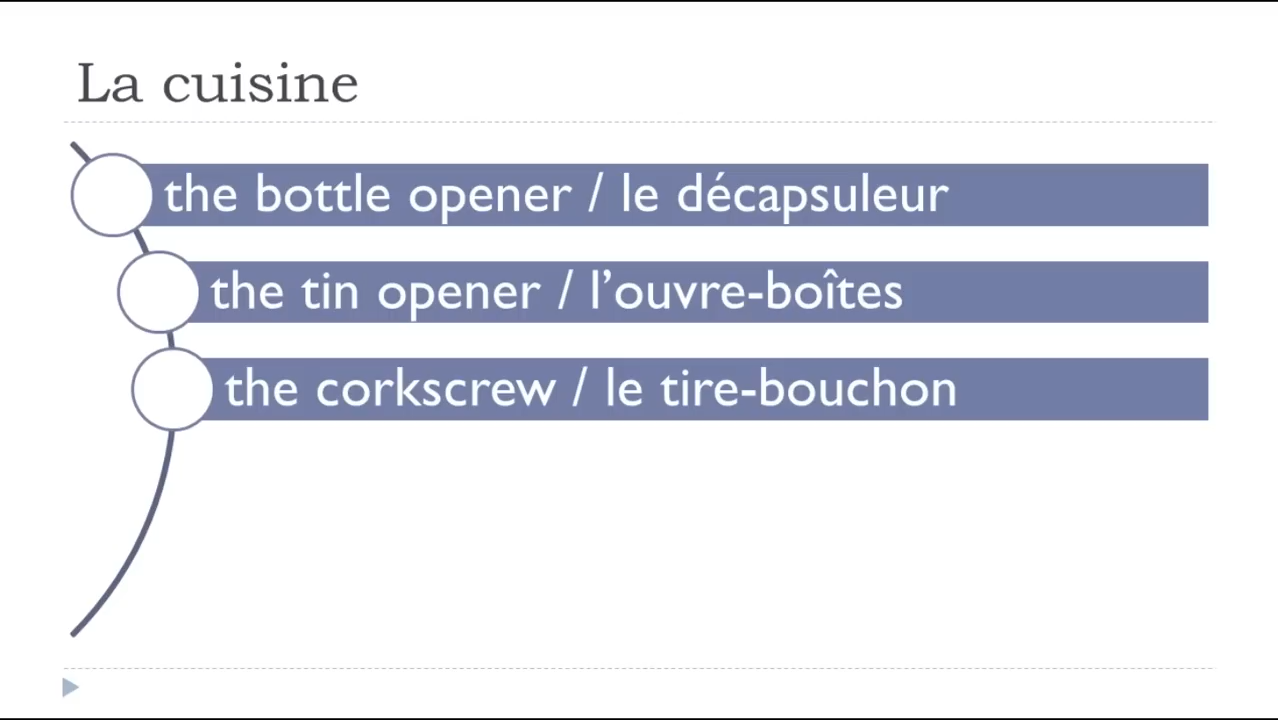 La cuisine
the bottle opener / le décapsuleur
the tin opener / l’ouvre-boîtes
the corkscrew / le tire-bouchon